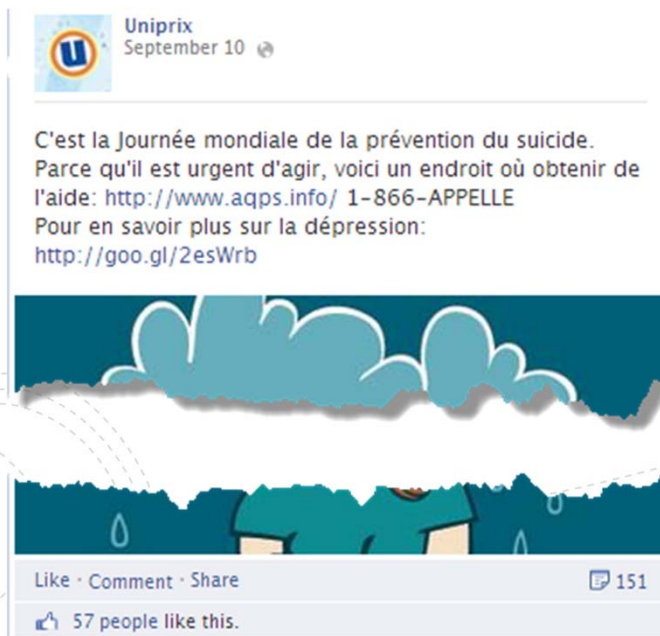 Uniprix
September 10
C'est la Journée mondiale de la prévention du suicide.
Parce qu'il est urgent d'agir, voici un endroit où obtenir de
l'aide: http://www.aqps.info/ 1-866-APPELLE
Pour en savoir plus sur la dépression:
http://goo.gl/2esWrb
Like · Comment · Share 151
57 people like this.